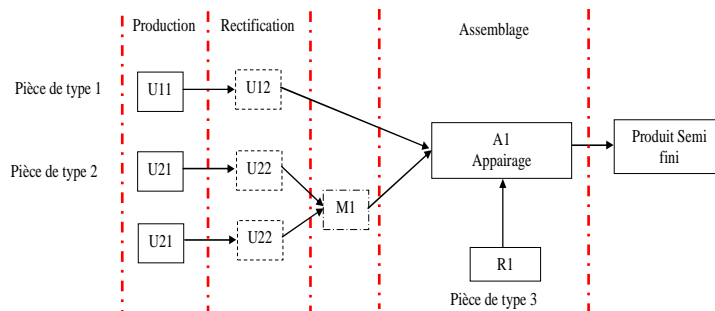 Production
Rectification
Assemblage
Pièce de type 1
U11
U12
A1
Appairage
Produit Semi
fini
Pièce de type 2
U21
U22
M1
U21
U22
R1
Pièce de type 3